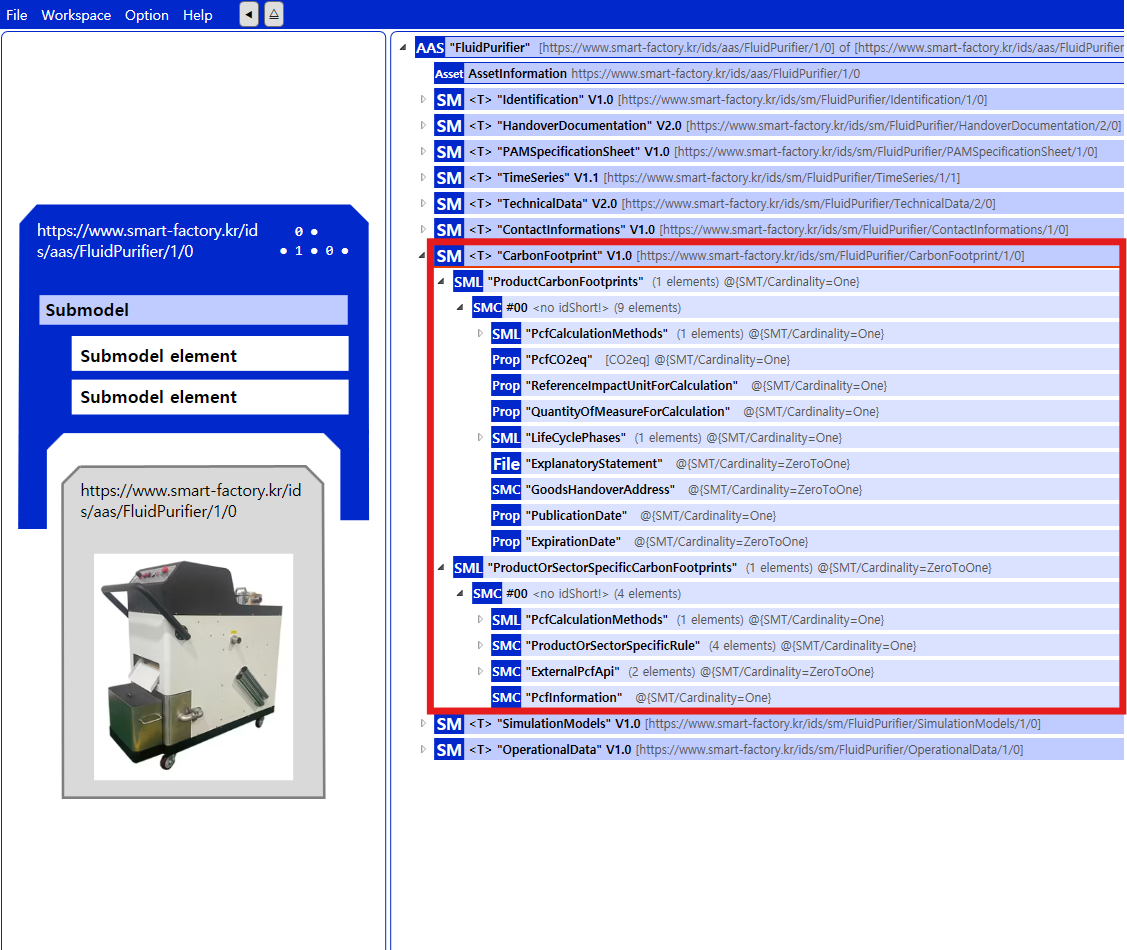 File Workspace Option Help ◄ △
https://www.smart-factory.kr/id
s/aas/FluidPurifier/1/0
0 ●
● 1 ● 0 ●
Submodel
Submodel element
Submodel element
https://www.smart-factory.kr/id
s/aas/FluidPurifier/1/0
AAS "FluidPurifier" [https://www.smart-factory.kr/ids/aas/FluidPurifier/1/0] of [https://www.smart-factory.kr/ids/aas/FluidPurifier
Asset AssetInformation https://www.smart-factory.kr/ids/aas/FluidPurifier/1/0
SM <T> "Identification" V1.0 [https://www.smart-factory.kr/ids/sm/FluidPurifier/Identification/1/0]
SM <T> "HandoverDocumentation" V2.0 [https://www.smart-factory.kr/ids/sm/FluidPurifier/HandoverDocumentation/2/0]
SM <T> "PAMSpecificationSheet" V1.0 [https://www.smart-factory.kr/ids/sm/FluidPurifier/PAMSpecificationSheet/1/0]
SM <T> "TimeSeries" V1.1 [https://www.smart-factory.kr/ids/sm/FluidPurifier/TimeSeries/1/1]
SM <T> "TechnicalData" V2.0 [https://www.smart-factory.kr/ids/sm/FluidPurifier/TechnicalData/2/0]
SM <T> "ContactInformations" V1.0 [https://www.smart-factory.kr/ids/sm/FluidPurifier/ContactInformations/1/0]
SM <T> "CarbonFootprint" V1.0 [https://www.smart-factory.kr/ids/sm/FluidPurifier/CarbonFootprint/1/0]
SML "ProductCarbonFootprints" (1 elements) @{SMT/Cardinality=One}
SMC #00 <no idShort!> (9 elements)
SML "PcfCalculationMethods" (1 elements) @{SMT/Cardinality=One}
Prop "PcfCO2eq" [CO2eq] @{SMT/Cardinality=One}
Prop "ReferenceImpactUnitForCalculation" @{SMT/Cardinality=One}
Prop "QuantityOfMeasureForCalculation" @{SMT/Cardinality=One}
SML "LifeCyclePhases" (1 elements) @{SMT/Cardinality=One}
File "ExplanatoryStatement" @{SMT/Cardinality=ZeroToOne}
SMC "GoodsHandoverAddress" @{SMT/Cardinality=ZeroToOne}
Prop "PublicationDate" @{SMT/Cardinality=One}
Prop "ExpirationDate" @{SMT/Cardinality=ZeroToOne}
SML "ProductOrSectorSpecificCarbonFootprints" (1 elements) @{SMT/Cardinality=ZeroToOne}
SMC #00 <no idShort!> (4 elements)
SML "PcfCalculationMethods" (1 elements) @{SMT/Cardinality=One}
SMC "ProductOrSectorSpecificRule" (4 elements) @{SMT/Cardinality=One}
SMC "ExternalPcfApi" (2 elements) @{SMT/Cardinality=ZeroToOne}
SMC "PcfInformation" @{SMT/Cardinality=One}
SM <T> "SimulationModels" V1.0 [https://www.smart-factory.kr/ids/sm/FluidPurifier/SimulationModels/1/0]
SM <T> "OperationalData" V1.0 [https://www.smart-factory.kr/ids/sm/FluidPurifier/OperationalData/1/0]